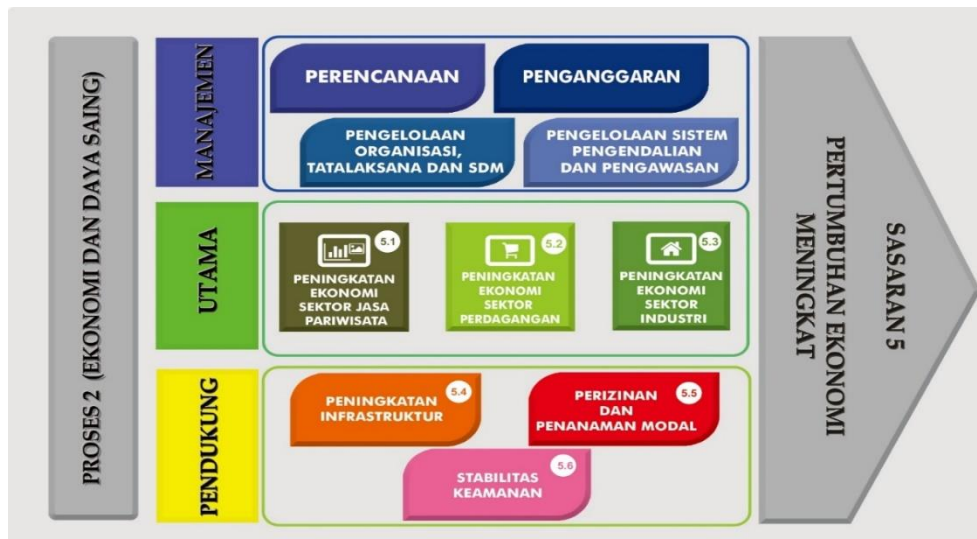 PROSES 2 (EKONOMI DAN DAYA SAING)
MANAJEMEN
PERENCANAAN
PENGANGGARAN
PENGELOLAAN
ORGANISASI,
TATALAKSANA DAN SDM
PENGELOLAAN SISTEM
PENGENDALIAN
DAN PENGAWASAN
UTAMA
5.1
PENINGKATAN
EKONOMI
SEKTOR JASA
PARIWISATA
5.2
PENINGKATAN
EKONOMI
SEKTOR
PERDAGANGAN
5.3
PENINGKATAN
EKONOMI
SEKTOR
INDUSTRI
PENDUKUNG
5.4
PENINGKATAN
INFRASTRUKTUR
5.5
PERIZINAN
DAN
PENANAMAN MODAL
5.6
STABILITAS
KEAMANAN
SASARAN 5
PERTUMBUHAN EKONOMI
MENINGKAT